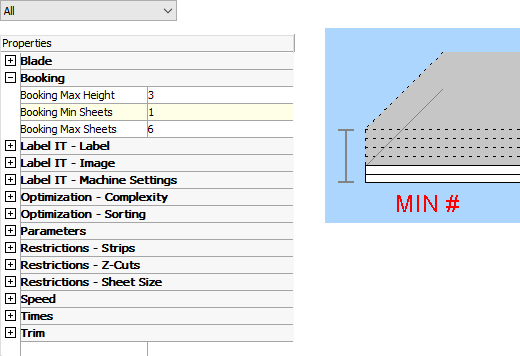 All
Properties
Blade
Booking
Booking Max Height 3
Booking Min Sheets 1
Booking Max Sheets 6
Label IT - Label
Label IT - Image
Label IT - Machine Settings
Optimization - Complexity
Optimization - Sorting
Parameters
Restrictions - Strips
Restrictions - Z-Cuts
Restrictions - Sheet Size
Speed
Times
Trim
MIN #